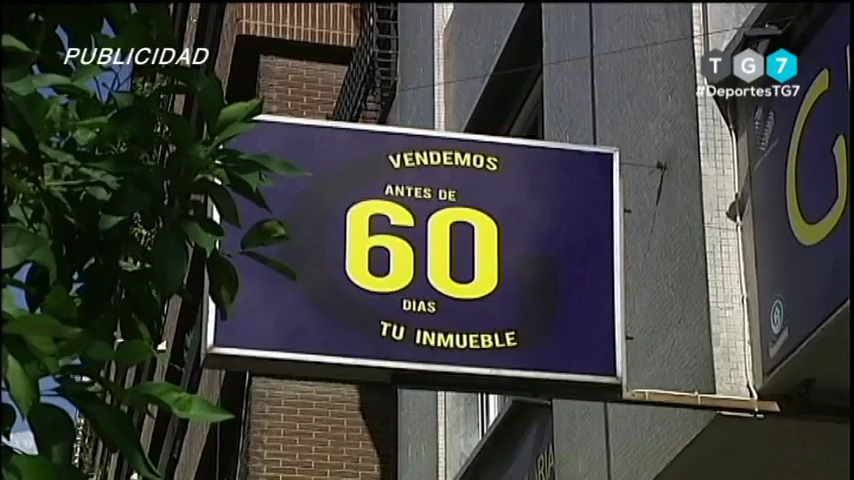 PUBLICIDAD
TG7
#DeportesTG7
VENDEMOS
ANTES DE
60
DIAS
TU INMUEBLE